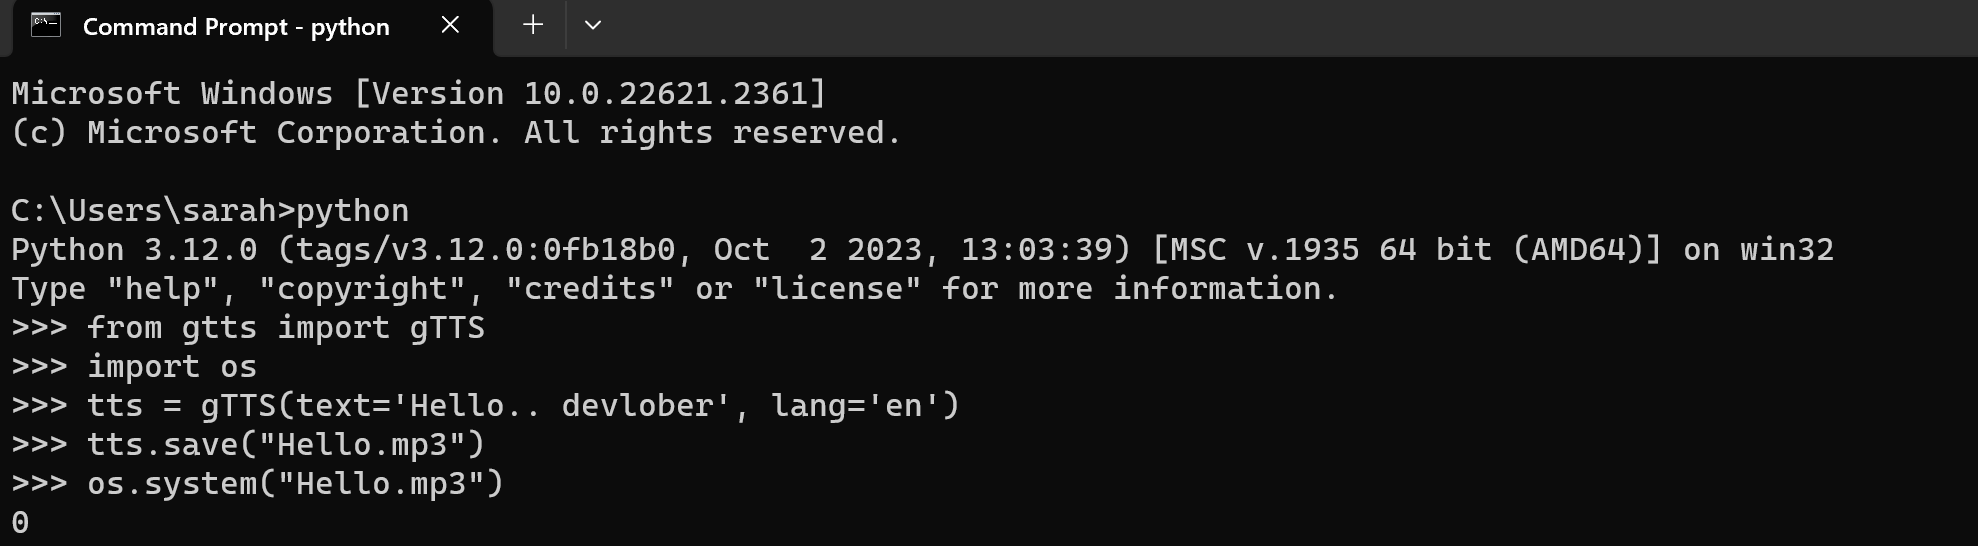 Command Prompt - python
Microsoft Windows [Version 10.0.22621.2361]
(c) Microsoft Corporation. All rights reserved.
C:\Users\sarah>python
Python 3.12.0 (tags/v3.12.0:0fb18b0, Oct  2 2023, 13:03:39) [MSC v.1935 64 bit (AMD64)] on win32
Type "help", "copyright", "credits" or "license" for more information.
>>> from gtts import gTTS
>>> import os
>>> tts = gTTS(text='Hello.. devlober', lang='en')
>>> tts.save("Hello.mp3")
>>> os.system("Hello.mp3")
0